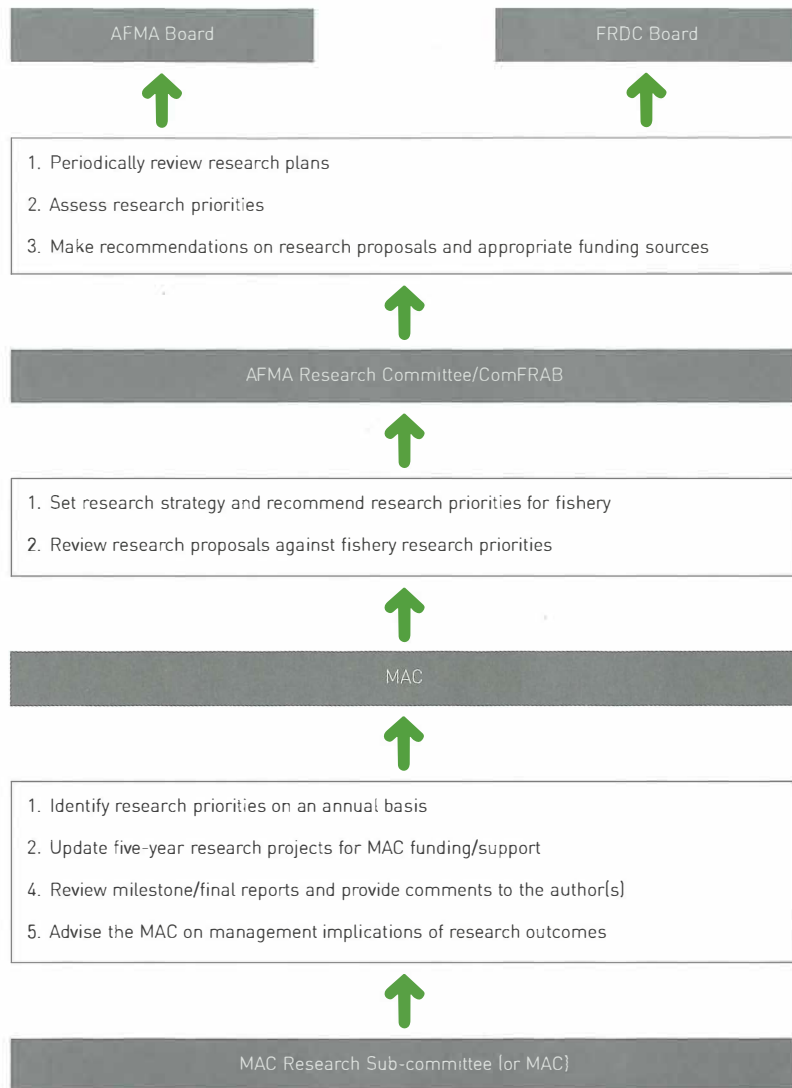 AFMA Board
FRDC Board
1. Periodically review research plans
2. Assess research priorities
3. Make recommendations on research proposals and appropriate funding sources
AFMA Research Committee/ComFRAB
1. Set research strategy and recommend research priorities for fishery
2. Review research proposals against fishery research priorities
MAC
1. Identify research priorities on an annual basis
2. Update five-year research projects for MAC funding/support
4. Review milestone/final reports and provide comments to the author(s)
5. Advise the MAC on management implications of research outcomes
MAC Research Sub-committee (or MAC)